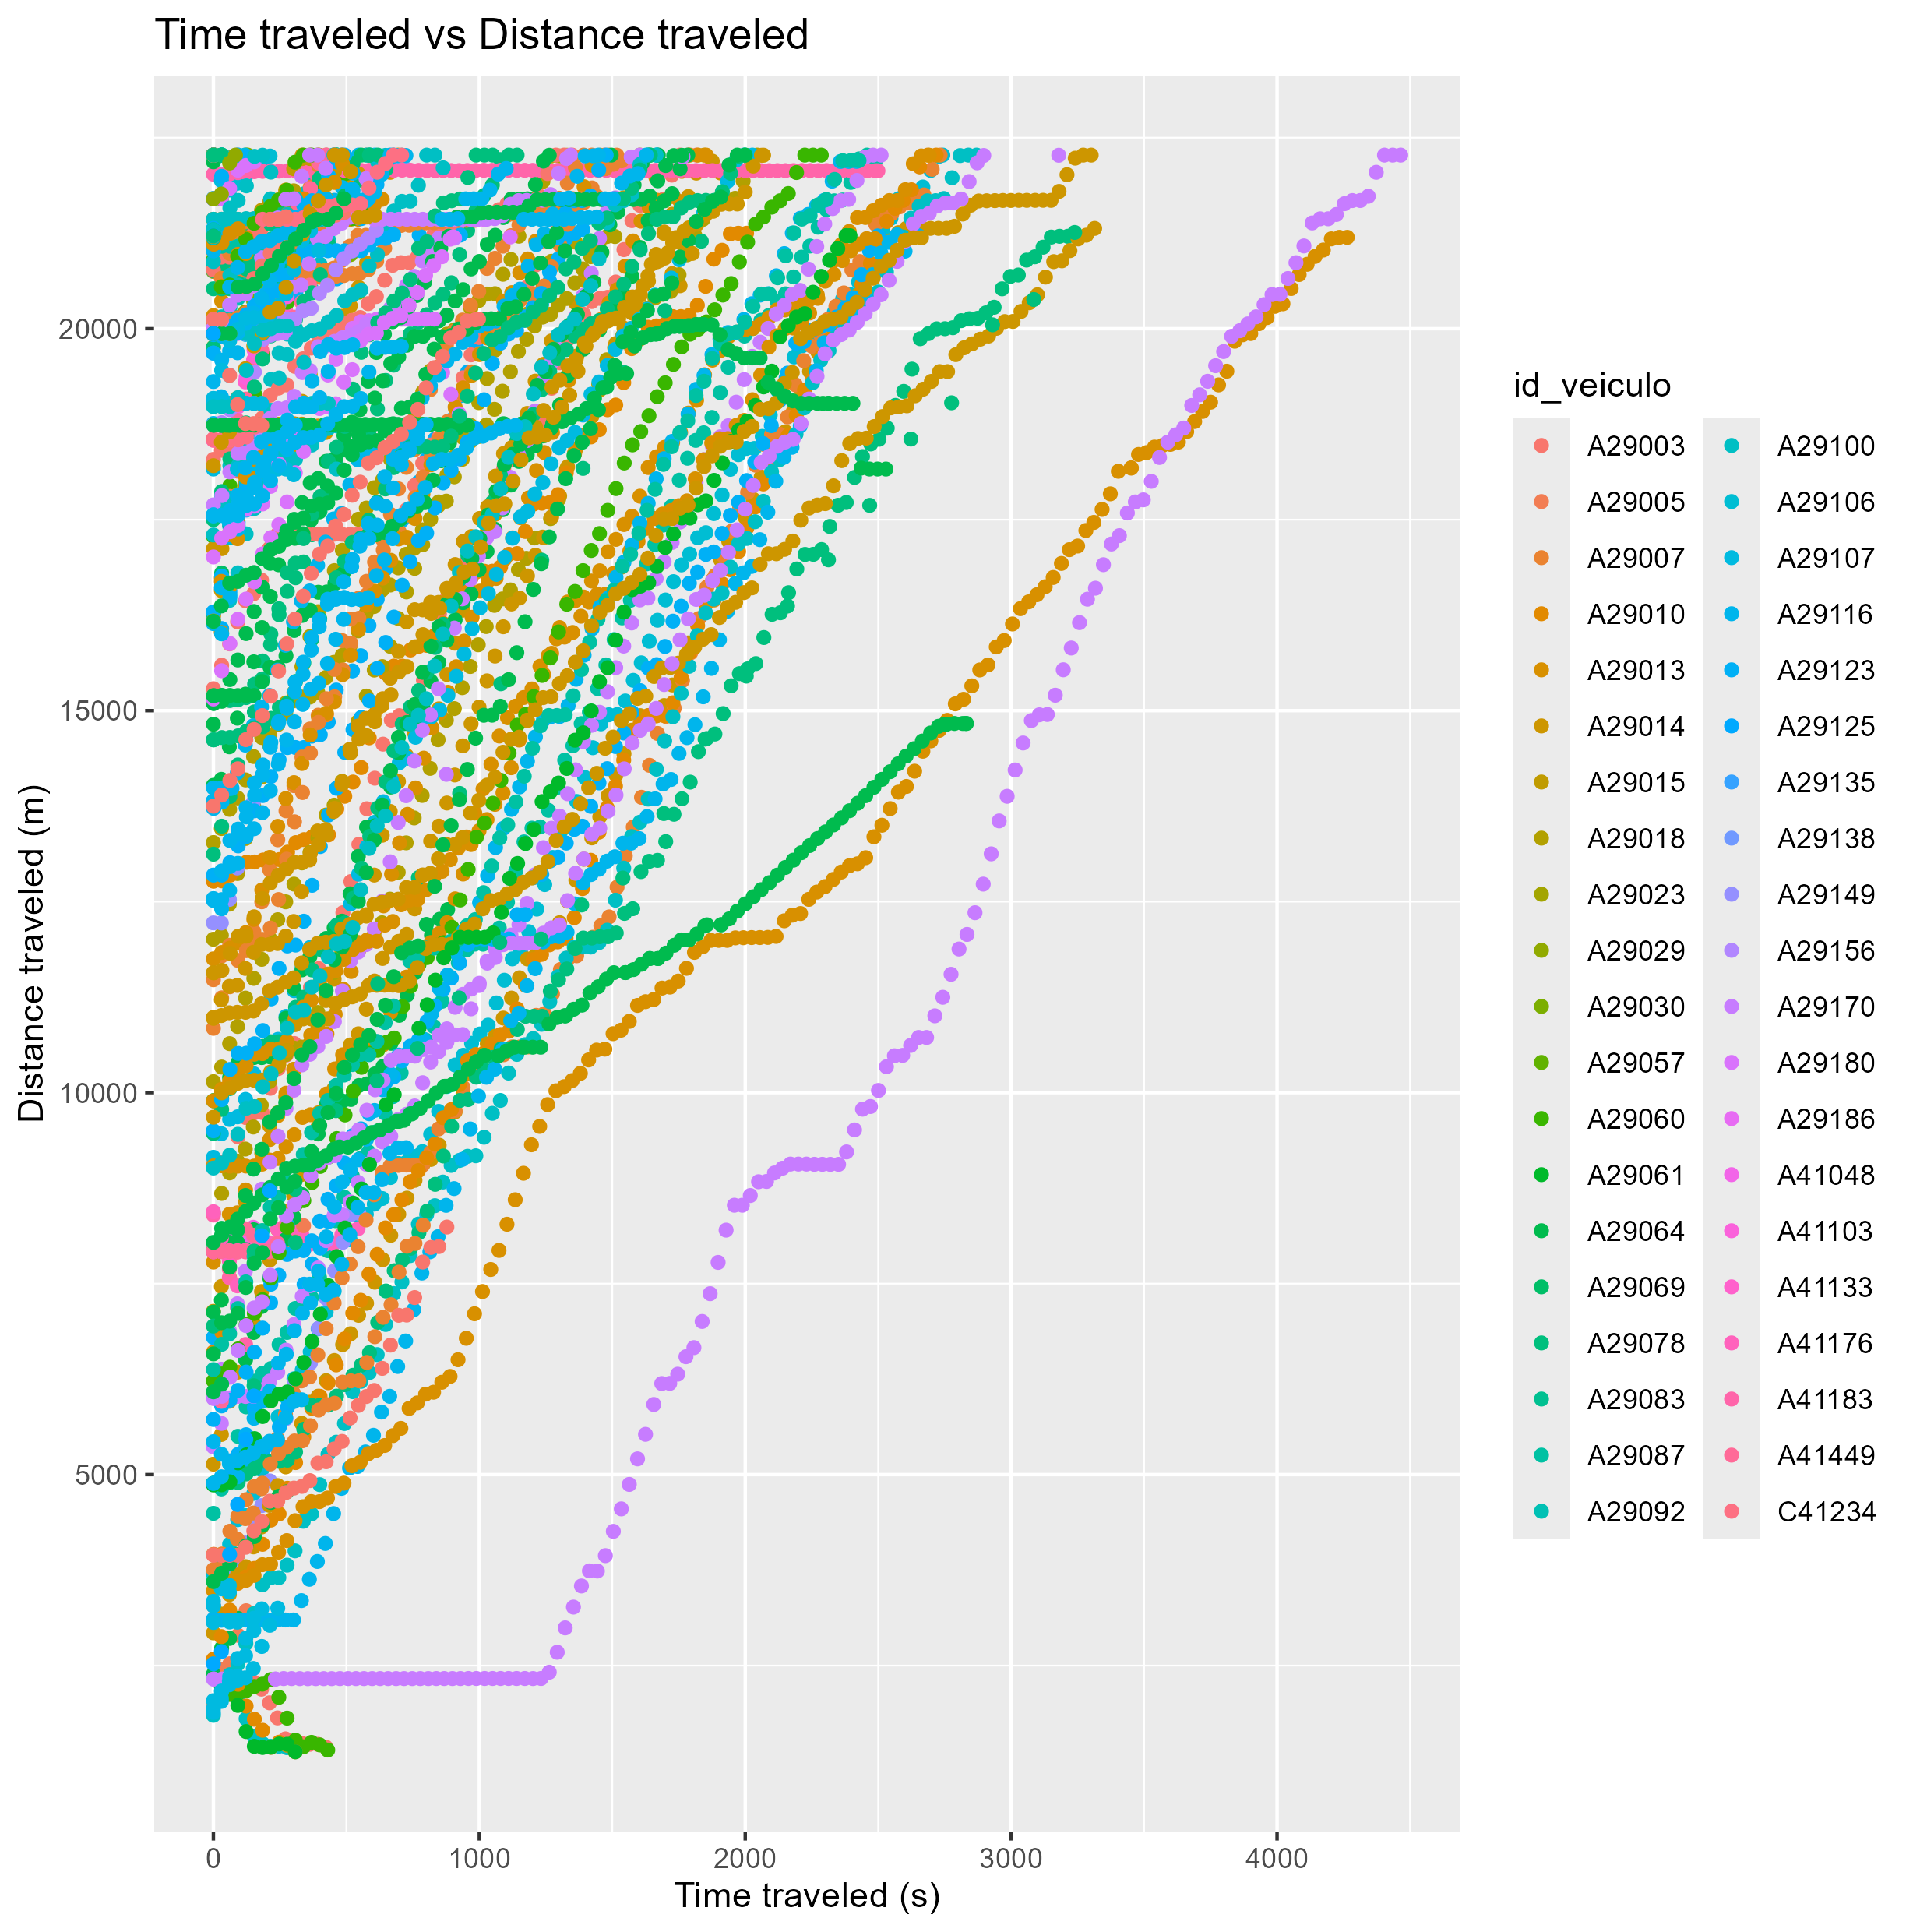 Time traveled vs Distance traveled
20000
15000
10000
5000
Distance traveled (m)
0 1000 2000 3000 4000
Time traveled (s)
id_veiculo
A29003 A29100
A29005 A29106
A29007 A29107
A29010 A29116
A29013 A29123
A29014 A29125
A29015 A29135
A29018 A29138
A29023 A29149
A29029 A29156
A29030 A29170
A29057 A29180
A29060 A29186
A29061 A41048
A29064 A41103
A29069 A41133
A29078 A41176
A29083 A41183
A29087 A41449
A29092 C41234